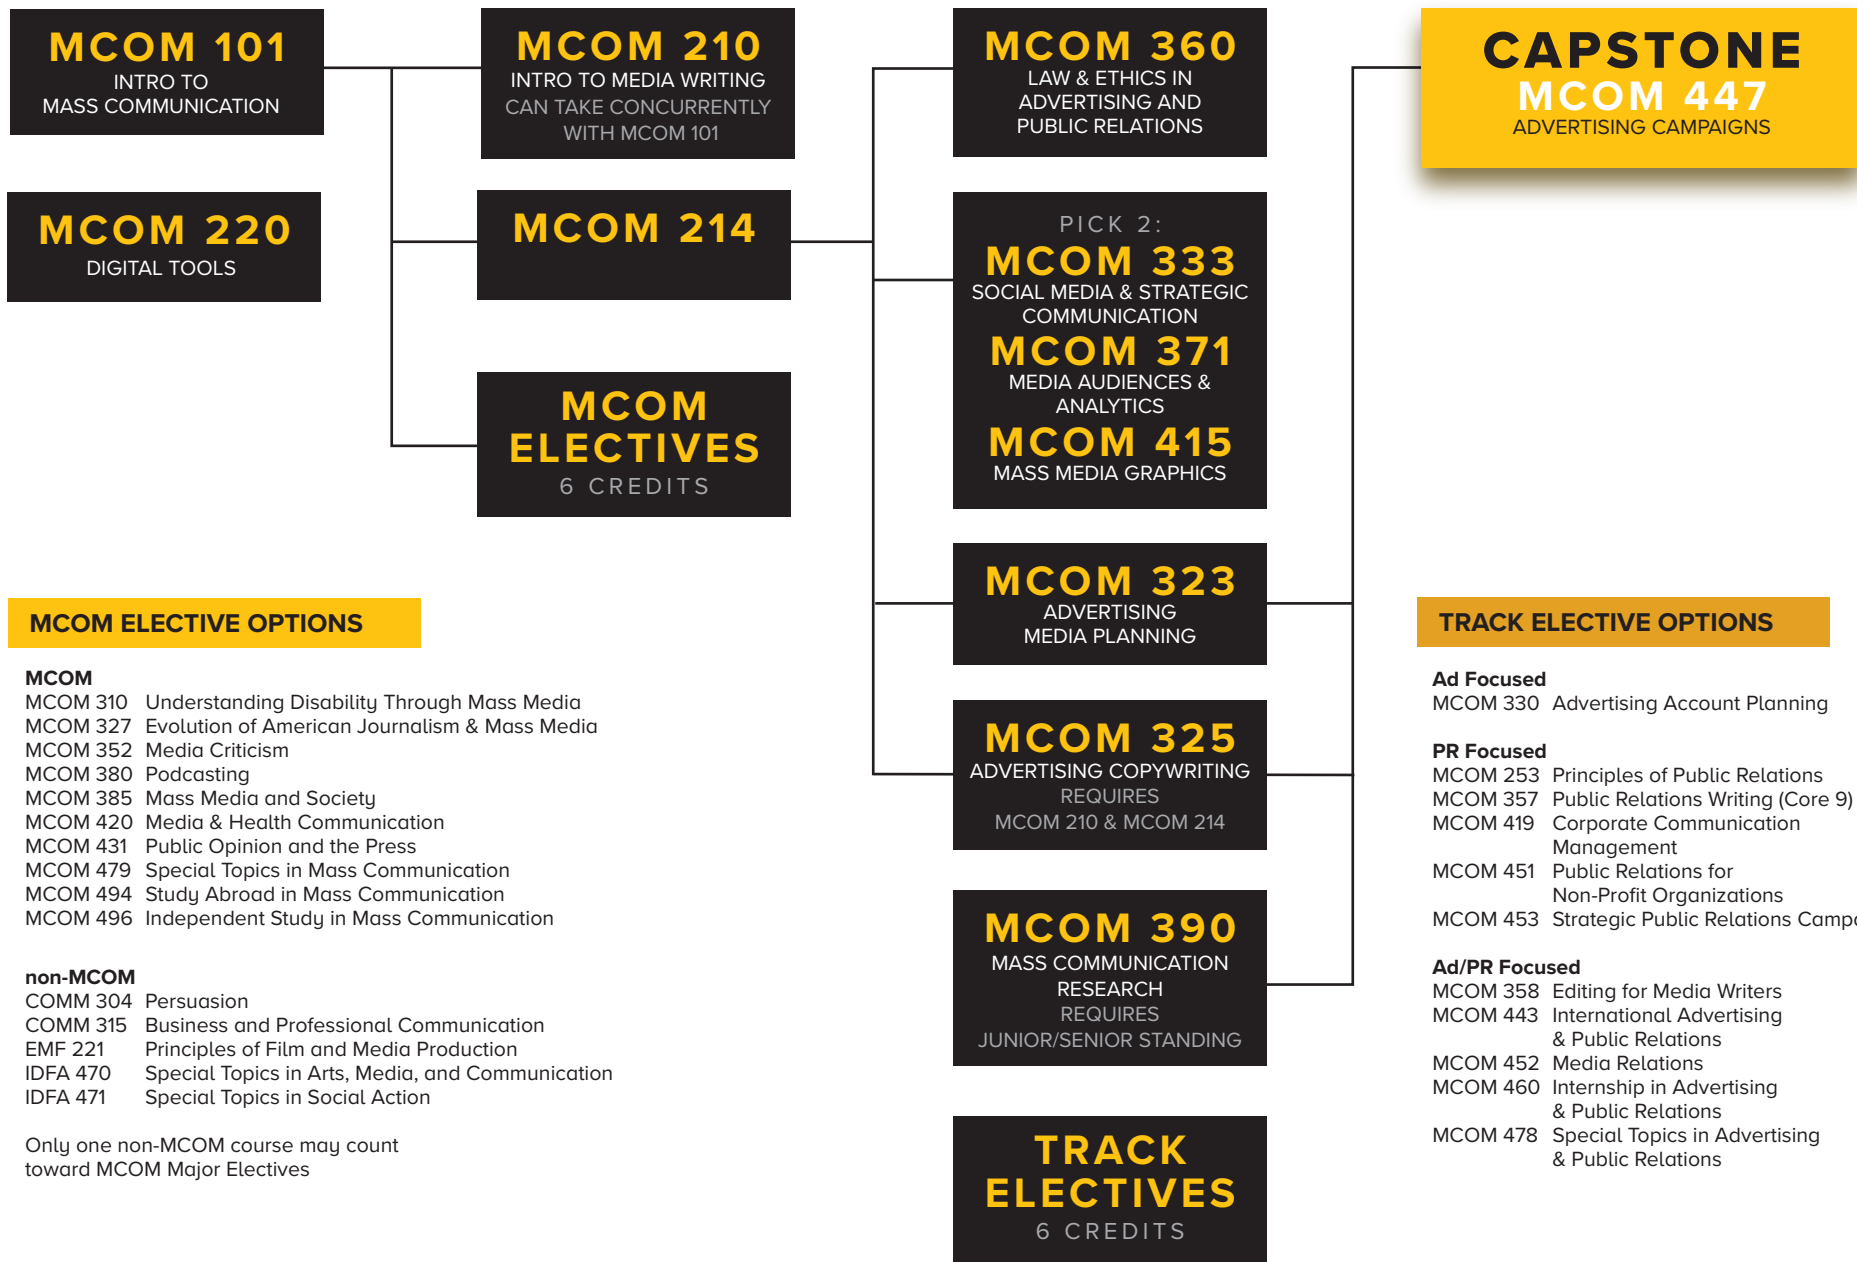 MCOM 101
INTRO TO
MASS COMMUNICATION
MCOM 220
DIGITAL TOOLS
MCOM 210
INTRO TO MEDIA WRITING
CAN TAKE CONCURRENTLY
WITH MCOM 101
MCOM 214
MCOM
ELECTIVES
6 CREDITS
MCOM 360
LAW & ETHICS IN
ADVERTISING AND
PUBLIC RELATIONS
PICK 2:
MCOM 333
SOCIAL MEDIA & STRATEGIC
COMMUNICATION
MCOM 371
MEDIA AUDIENCES &
ANALYTICS
MCOM 415
MASS MEDIA GRAPHICS
MCOM 323
ADVERTISING
MEDIA PLANNING
MCOM 325
ADVERTISING COPYWRITING
REQUIRES
MCOM 210 & MCOM 214
MCOM 390
MASS COMMUNICATION
RESEARCH
REQUIRES
JUNIOR/SENIOR STANDING
TRACK
ELECTIVES
6 CREDITS
CAPSTONE
MCOM 447
ADVERTISING CAMPAIGNS
MCOM ELECTIVE OPTIONS
MCOM
MCOM 310 Understanding Disability Through Mass Media
MCOM 327 Evolution of American Journalism & Mass Media
MCOM 352 Media Criticism
MCOM 380 Podcasting
MCOM 385 Mass Media and Society
MCOM 420 Media & Health Communication
MCOM 431 Public Opinion and the Press
MCOM 479 Special Topics in Mass Communication
MCOM 494 Study Abroad in Mass Communication
MCOM 496 Independent Study in Mass Communication
non-MCOM
COMM 304 Persuasion
COMM 315 Business and Professional Communication
EMF 221 Principles of Film and Media Production
IDFA 470 Special Topics in Arts, Media, and Communication
IDFA 471 Special Topics in Social Action
Only one non-MCOM course may count
toward MCOM Major Electives
TRACK ELECTIVE OPTIONS
Ad Focused
MCOM 330 Advertising Account Planning
PR Focused
MCOM 253 Principles of Public Relations
MCOM 357 Public Relations Writing (Core 9)
MCOM 419 Corporate Communication
Management
MCOM 451 Public Relations for
Non-Profit Organizations
MCOM 453 Strategic Public Relations
Ad/PR Focused
MCOM 358 Editing for Media Writers
MCOM 443 International Advertising
& Public Relations
MCOM 452 Media Relations
MCOM 460 Internship in Advertising
& Public Relations
MCOM 478 Special Topics in Advertising
& Public Relations